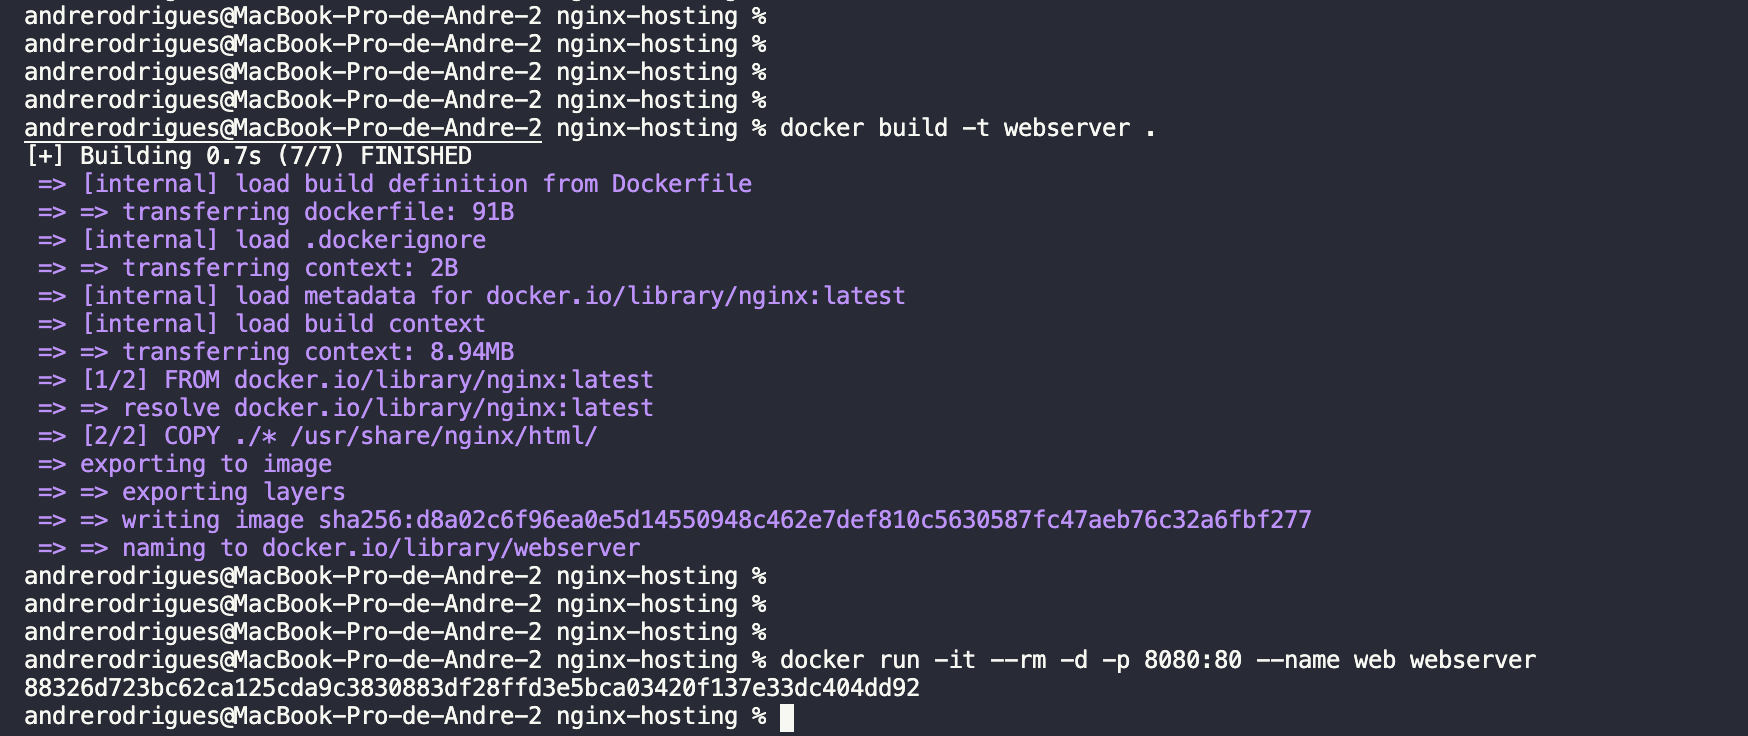 andrerodrigues@MacBook-Pro-de-Andre-2 nginx-hosting %
andrerodrigues@MacBook-Pro-de-Andre-2 nginx-hosting %
andrerodrigues@MacBook-Pro-de-Andre-2 nginx-hosting %
andrerodrigues@MacBook-Pro-de-Andre-2 nginx-hosting %
andrerodrigues@MacBook-Pro-de-Andre-2 nginx-hosting % docker build -t webserver .
[+] Building 0.7s (7/7) FINISHED
=> [internal] load build definition from Dockerfile
=> => transferring dockerfile: 91B
=> [internal] load .dockerignore
=> => transferring context: 2B
=> [internal] load metadata for docker.io/library/nginx:latest
=> [internal] load build context
=> => transferring context: 8.94MB
=> [1/2] FROM docker.io/library/nginx:latest
=> => resolve docker.io/library/nginx:latest
=> [2/2] COPY ./* /usr/share/nginx/html/
=> exporting to image
=> => exporting layers
=> => writing image sha256:d8a02c6f96ea0e5d14550948c462e7def810c5630587fc47aeb76c32a6fbf277
=> => naming to docker.io/library/webserver
andrerodrigues@MacBook-Pro-de-Andre-2 nginx-hosting %
andrerodrigues@MacBook-Pro-de-Andre-2 nginx-hosting %
andrerodrigues@MacBook-Pro-de-Andre-2 nginx-hosting %
andrerodrigues@MacBook-Pro-de-Andre-2 nginx-hosting % docker run -it --rm -d -p 8080:80 --name web webserver
88326d723bc62ca125cda9c3830883df28ffd3e5bca03420f137e33dc404dd92
andrerodrigues@MacBook-Pro-de-Andre-2 nginx-hosting %